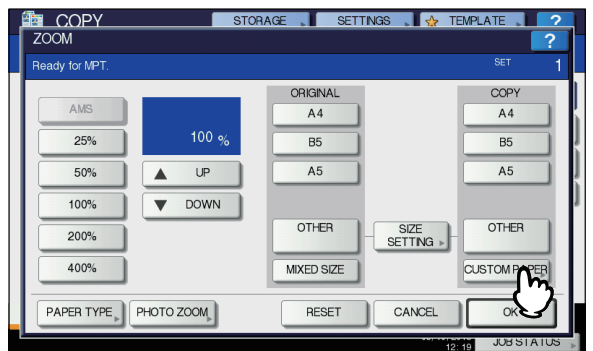 COPY
STORAGE
SETTINGS
TEMPLATE
?
ZOOM
?
Ready for MPT.
SET 1
AMS
25%
50%
100%
200%
400%
100 %
UP
DOWN
ORIGINAL
A4
B5
A5
OTHER
MIXED SIZE
SIZE
SETTING
COPY
A4
B5
A5
OTHER
CUSTOM PAPER
PAPER TYPE
PHOTO ZOOM
RESET
CANCEL
OK
12:19
JOB STATUS